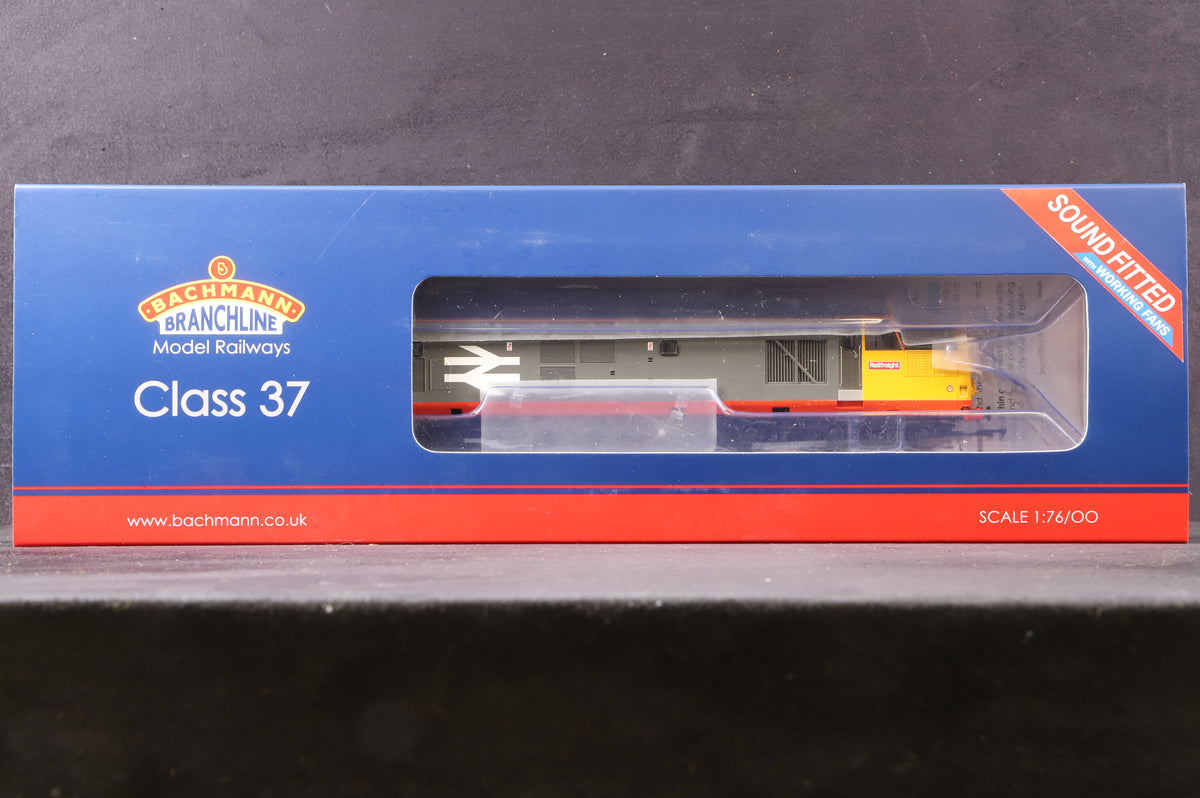 BACHMANN
BRANCHLINE
Model Railways
Class 37
SOUND FITTED
WITH WORKING FANS
Railfreight
www.bachmann.co.uk
SCALE 1:76/OO